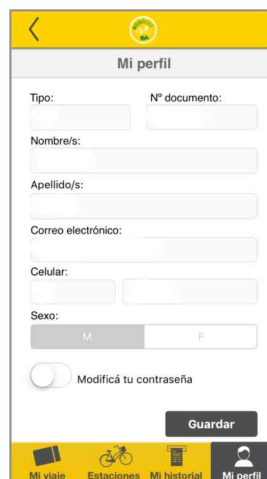 Mi perfil
Tipo: Nº documento:
Nombre/s:
Apellido/s:
Correo electrónico:
Celular:
Sexo:
M F
Modificá tu contraseña
Guardar
Mi viaje Estaciones Mi historial Mi perfil